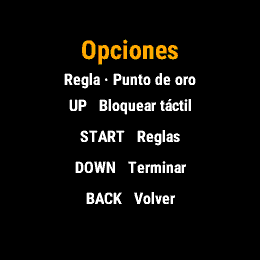 Opciones
Regla · Punto de oro
UP Bloquear táctil
START Reglas
DOWN Terminar
BACK Volver